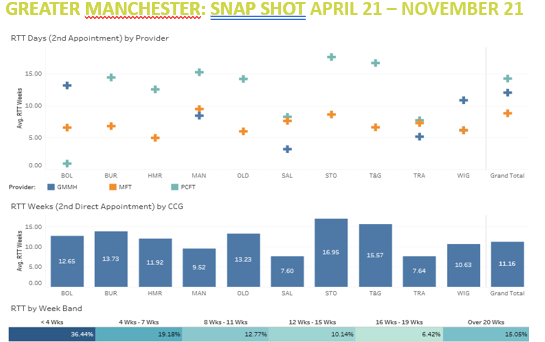 GREATER MANCHESTER: SNAP SHOT APRIL 21 – NOVEMBER 21
RTT Days (2nd Appointment) by Provider
Avg. RTT Weeks
15.00
10.00
5.00
0.00
BOL BUR HMR MAN OLD SAL STO T&G TRA WIG Grand Total
Provider: GMMH MFT PCFT
RTT Weeks (2nd Direct Appointment) by CCG
Avg. RTT Weeks
15.00
10.00
5.00
0.00
12.65 13.73 11.92 9.52 13.23 7.60 16.95 15.57 7.64 10.63 11.16
BOL BUR HMR MAN OLD SAL STO T&G TRA WIG Grand Total
RTT by Week Band
< 4 Wks 4 Wks - 7 Wks 8 Wks - 11 Wks 12 Wks - 15 Wks 16 Wks - 19 Wks Over 20 Wks
36.44% 19.18% 12.77% 10.14% 6.42% 15.05%